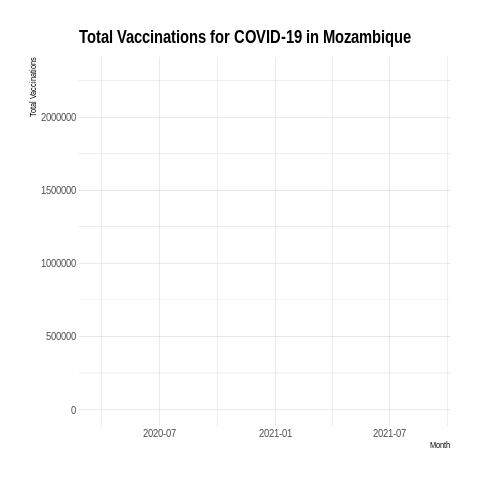 Total Vaccinations for COVID-19 in Mozambique
Total Vaccinations
2000000
1500000
1000000
500000
0
2020-07 2021-01 2021-07
Month